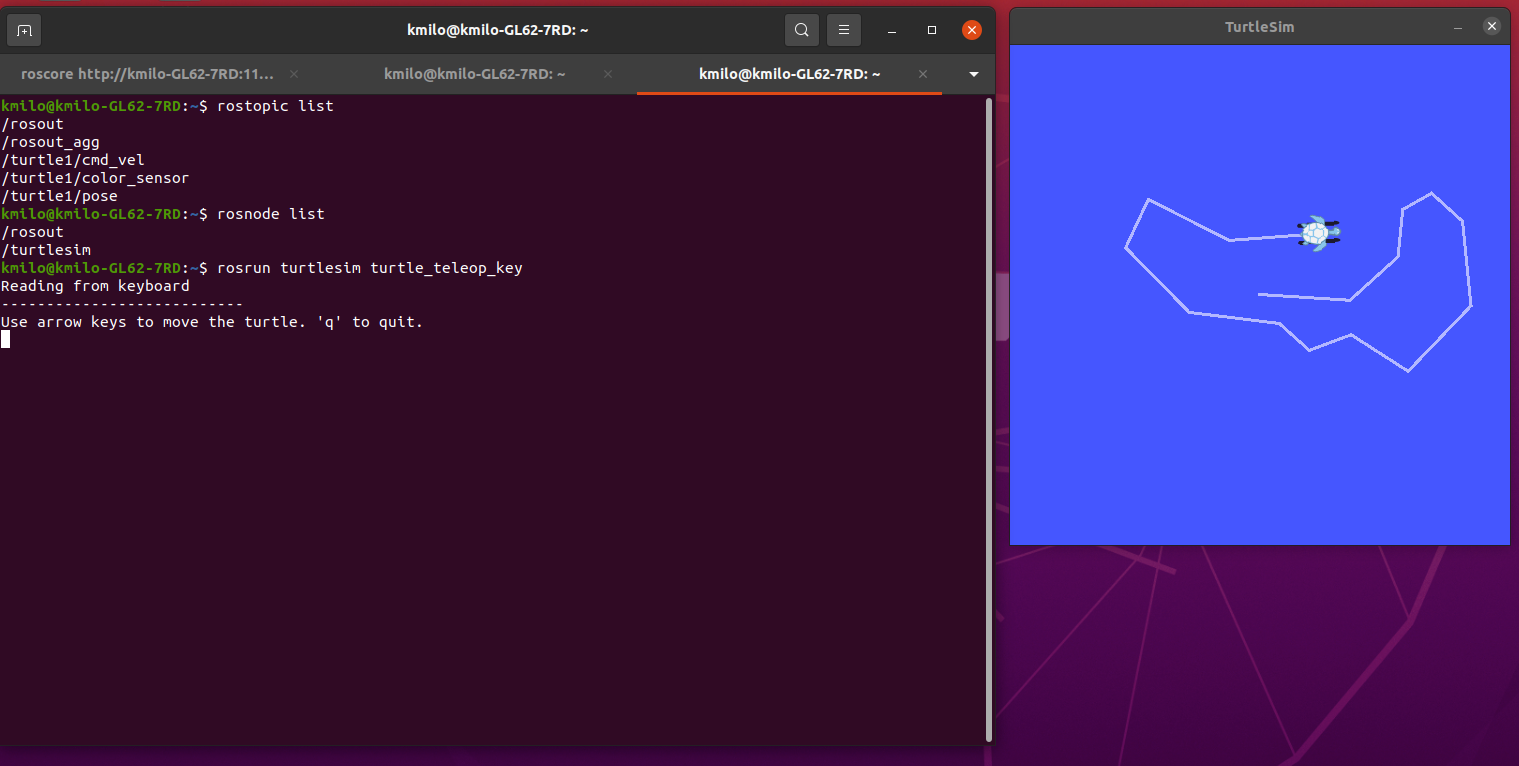 kmilo@kmilo-GL62-7RD: ~
roscore http://kmilo-GL62-7RD:11...
kmilo@kmilo-GL62-7RD: ~
kmilo@kmilo-GL62-7RD: ~
kmilo@kmilo-GL62-7RD:~$ rostopic list
/rosout
/rosout_agg
/turtle1/cmd_vel
/turtle1/color_sensor
/turtle1/pose
kmilo@kmilo-GL62-7RD:~$ rosnode list
/rosout
/turtlesim
kmilo@kmilo-GL62-7RD:~$ rosrun turtlesim turtle_teleop_key
Reading from keyboard
---------------------------
Use arrow keys to move the turtle. 'q' to quit.
TurtleSim